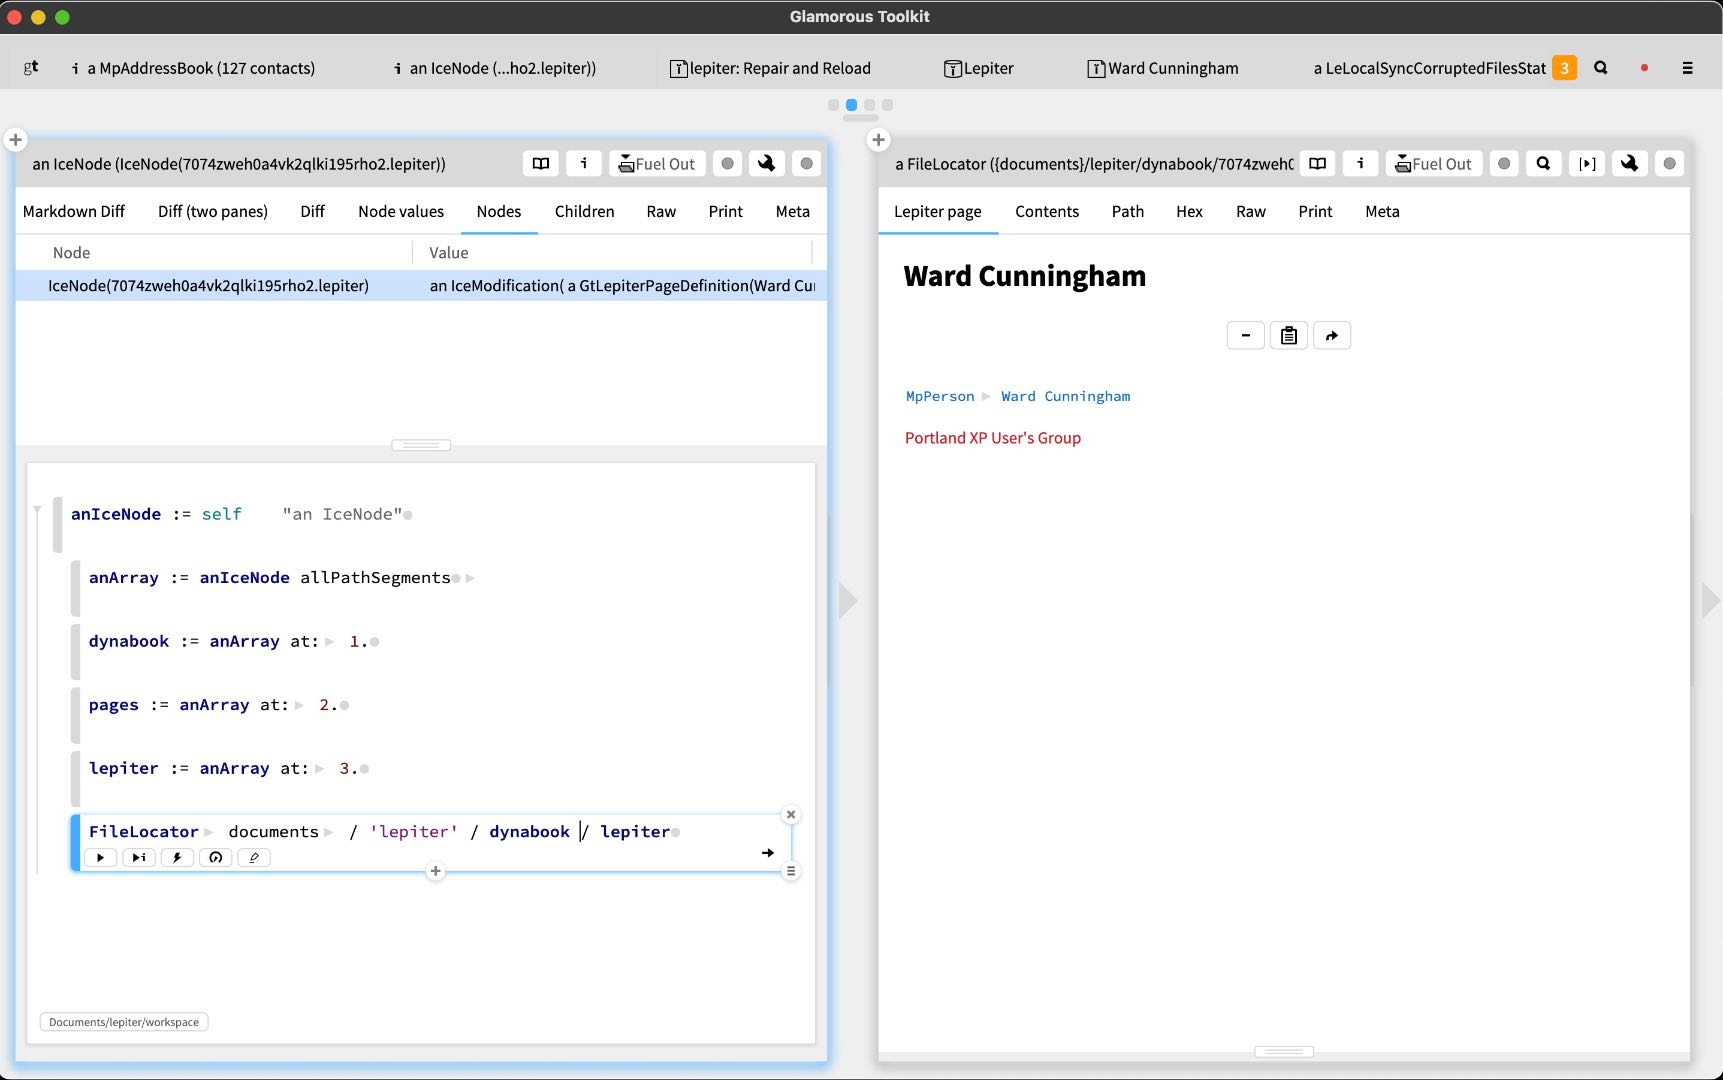 Glamorous Toolkit
gt
i a MpAddressBook (127 contacts)
i an IceNode (...ho2.lepiter))
lepiter: Repair and Reload
Lepiter
Ward Cunningham
a LeLocalSyncCorruptedFilesStat
3
an IceNode (IceNode(7074zweh0a4vk2qlki195rho2.lepiter))
i
Fuel Out
Markdown Diff Diff (two panes) Diff Node values Nodes Children Raw Print Meta
Node Value
IceNode(7074zweh0a4vk2qlki195rho2.lepiter) an IceModification( a GtLepiterPageDefinition(Ward Cu
anIceNode := self "an IceNode"
anArray := anIceNode allPathSegments
dynabook := anArray at: 1.
pages := anArray at: 2.
lepiter := anArray at: 3.
FileLocator documents / 'lepiter' / dynabook / lepiter
i
Documents/lepiter/workspace
a FileLocator ({documents}/lepiter/dynabook/7074zweh0
i
Fuel Out
Lepiter page Contents Path Hex Raw Print Meta
Ward Cunningham
MpPerson Ward Cunningham
Portland XP User's Group